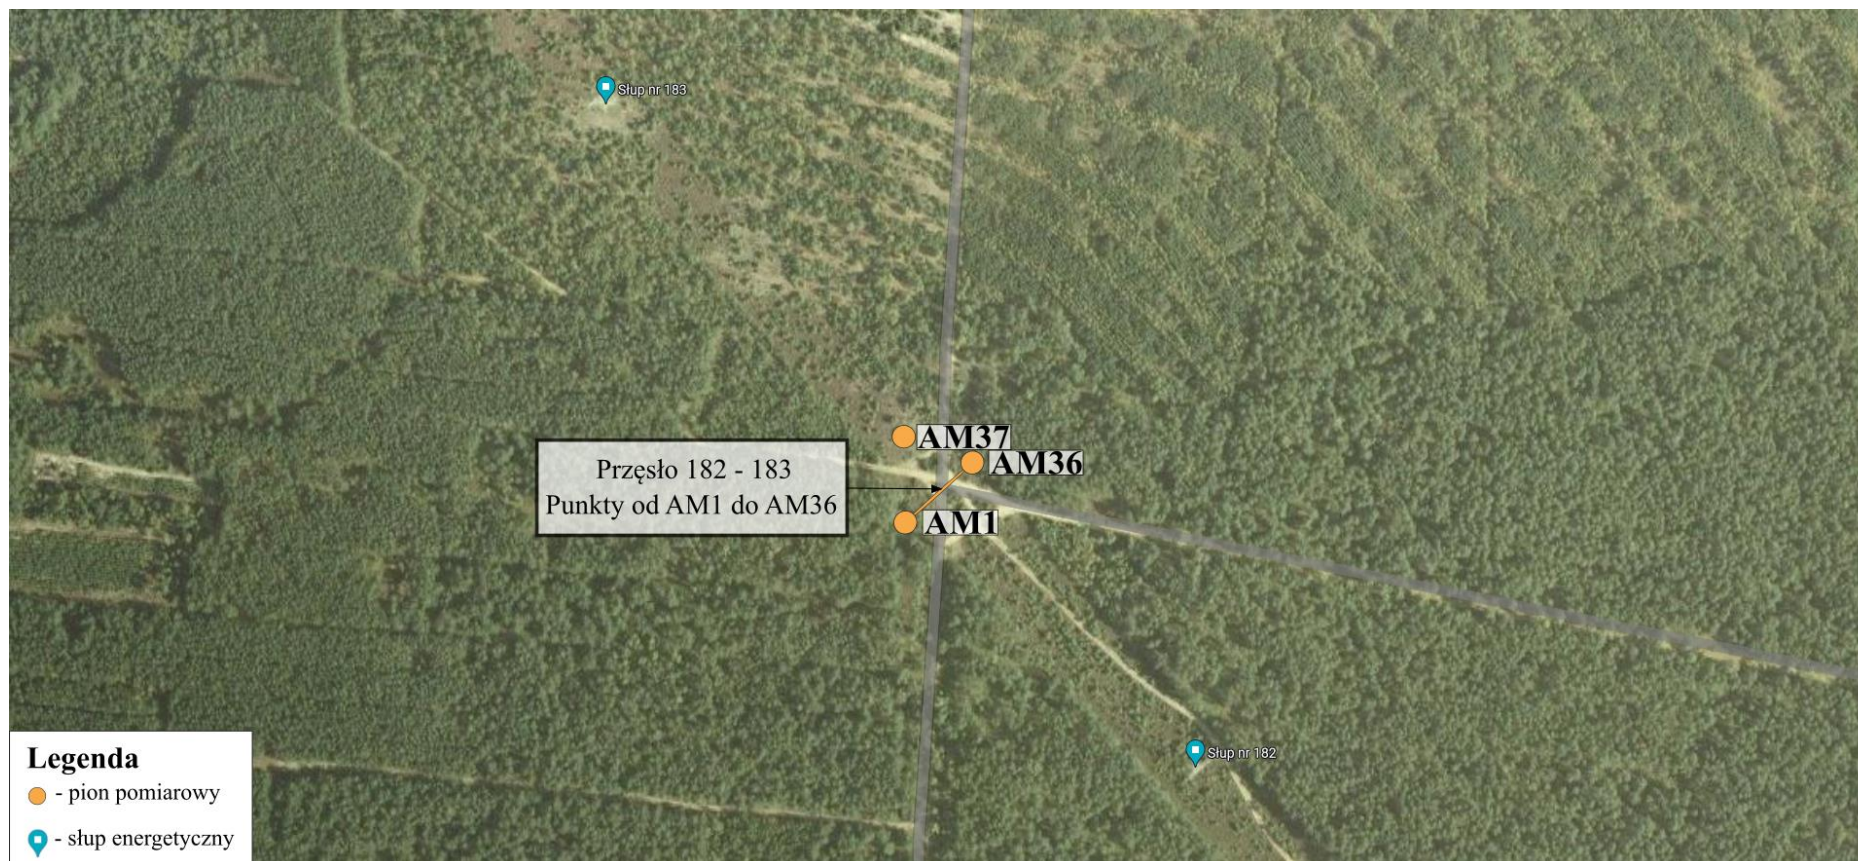 Słup nr 183
AM37
AM36
Przęsło 182 - 183
Punkty od AM1 do AM36
AM1
Słup nr 182
Legenda
- pion pomiarowy
- słup energetyczny